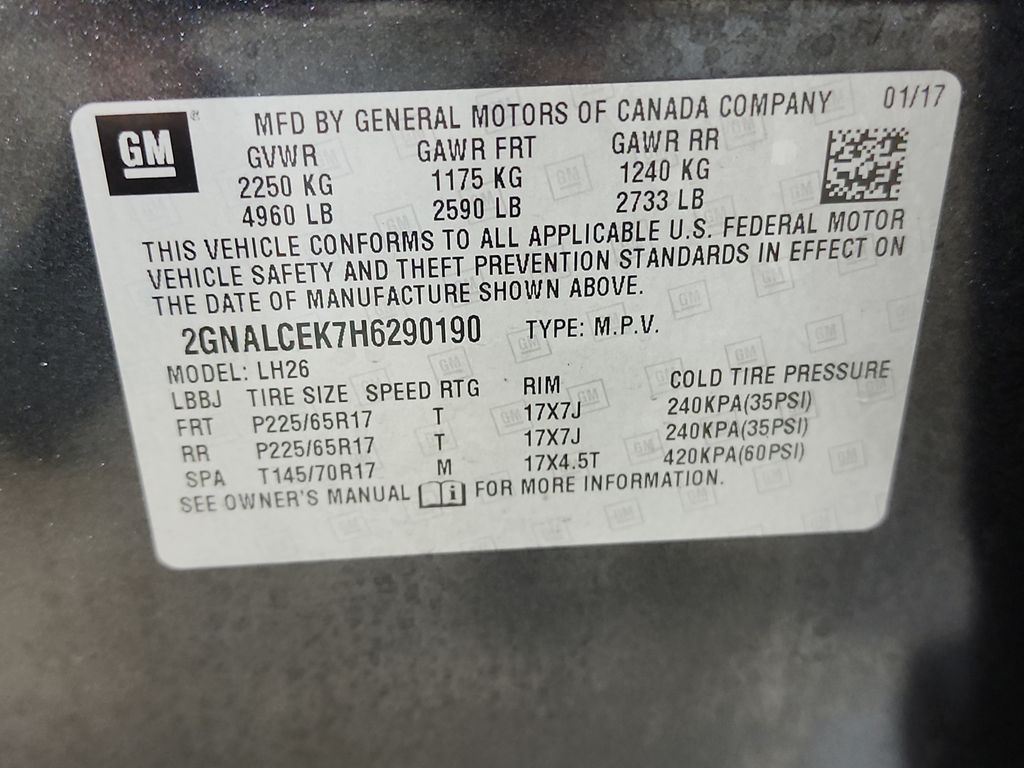 GM ® MFD BY GENERAL MOTORS OF CANADA COMPANY 01/17
GVWR GAWR FRT GAWR RR
2250 KG 1175 KG 1240 KG
4960 LB 2590 LB 2733 LB
THIS VEHICLE CONFORMS TO ALL APPLICABLE U.S. FEDERAL MOTOR
VEHICLE SAFETY AND THEFT PREVENTION STANDARDS IN EFFECT ON
THE DATE OF MANUFACTURE SHOWN ABOVE.
2GNALCEK7H6290190 TYPE: M.P.V.
MODEL: LH26
LBBJ TIRE SIZE SPEED RTG RIM COLD TIRE PRESSURE
FRT P225/65R17 T 17X7J 240KPA(35PSI)
RR P225/65R17 T 17X7J 240KPA(35PSI)
SPA T145/70R17 M 17X4.5T 420KPA(60PSI)
SEE OWNER'S MANUAL i FOR MORE INFORMATION.